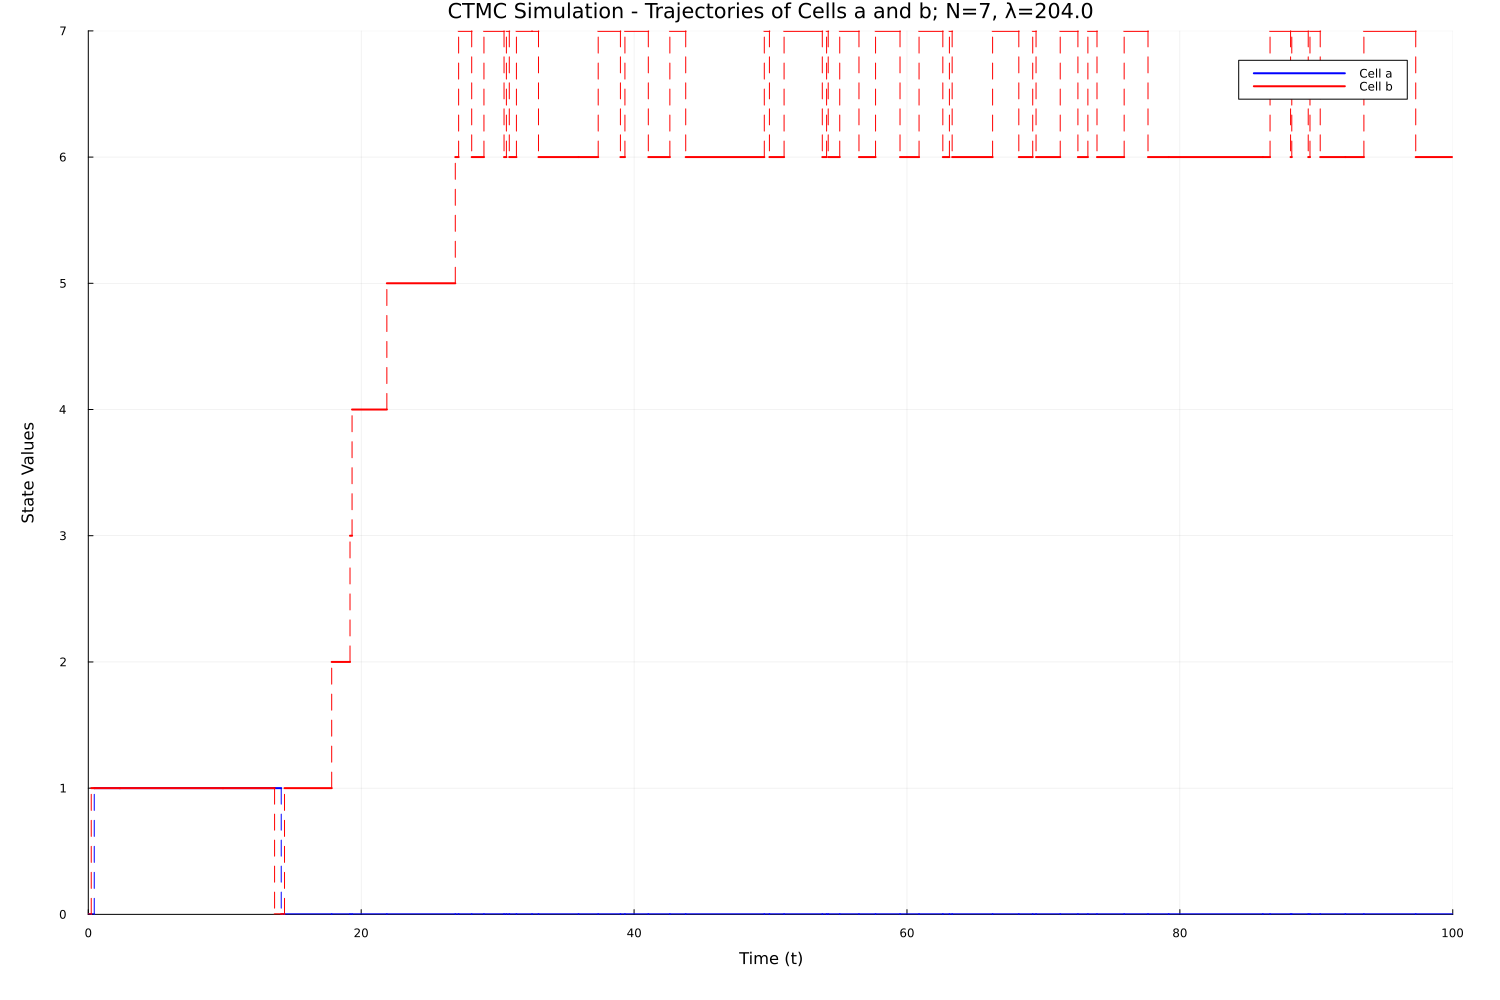 CTMC Simulation - Trajectories of Cells a and b; N=7, λ=204.0
7
Cell a
Cell b
6
5
4
State Values
3
2
1
0
0 20 40 60 80 100
Time (t)